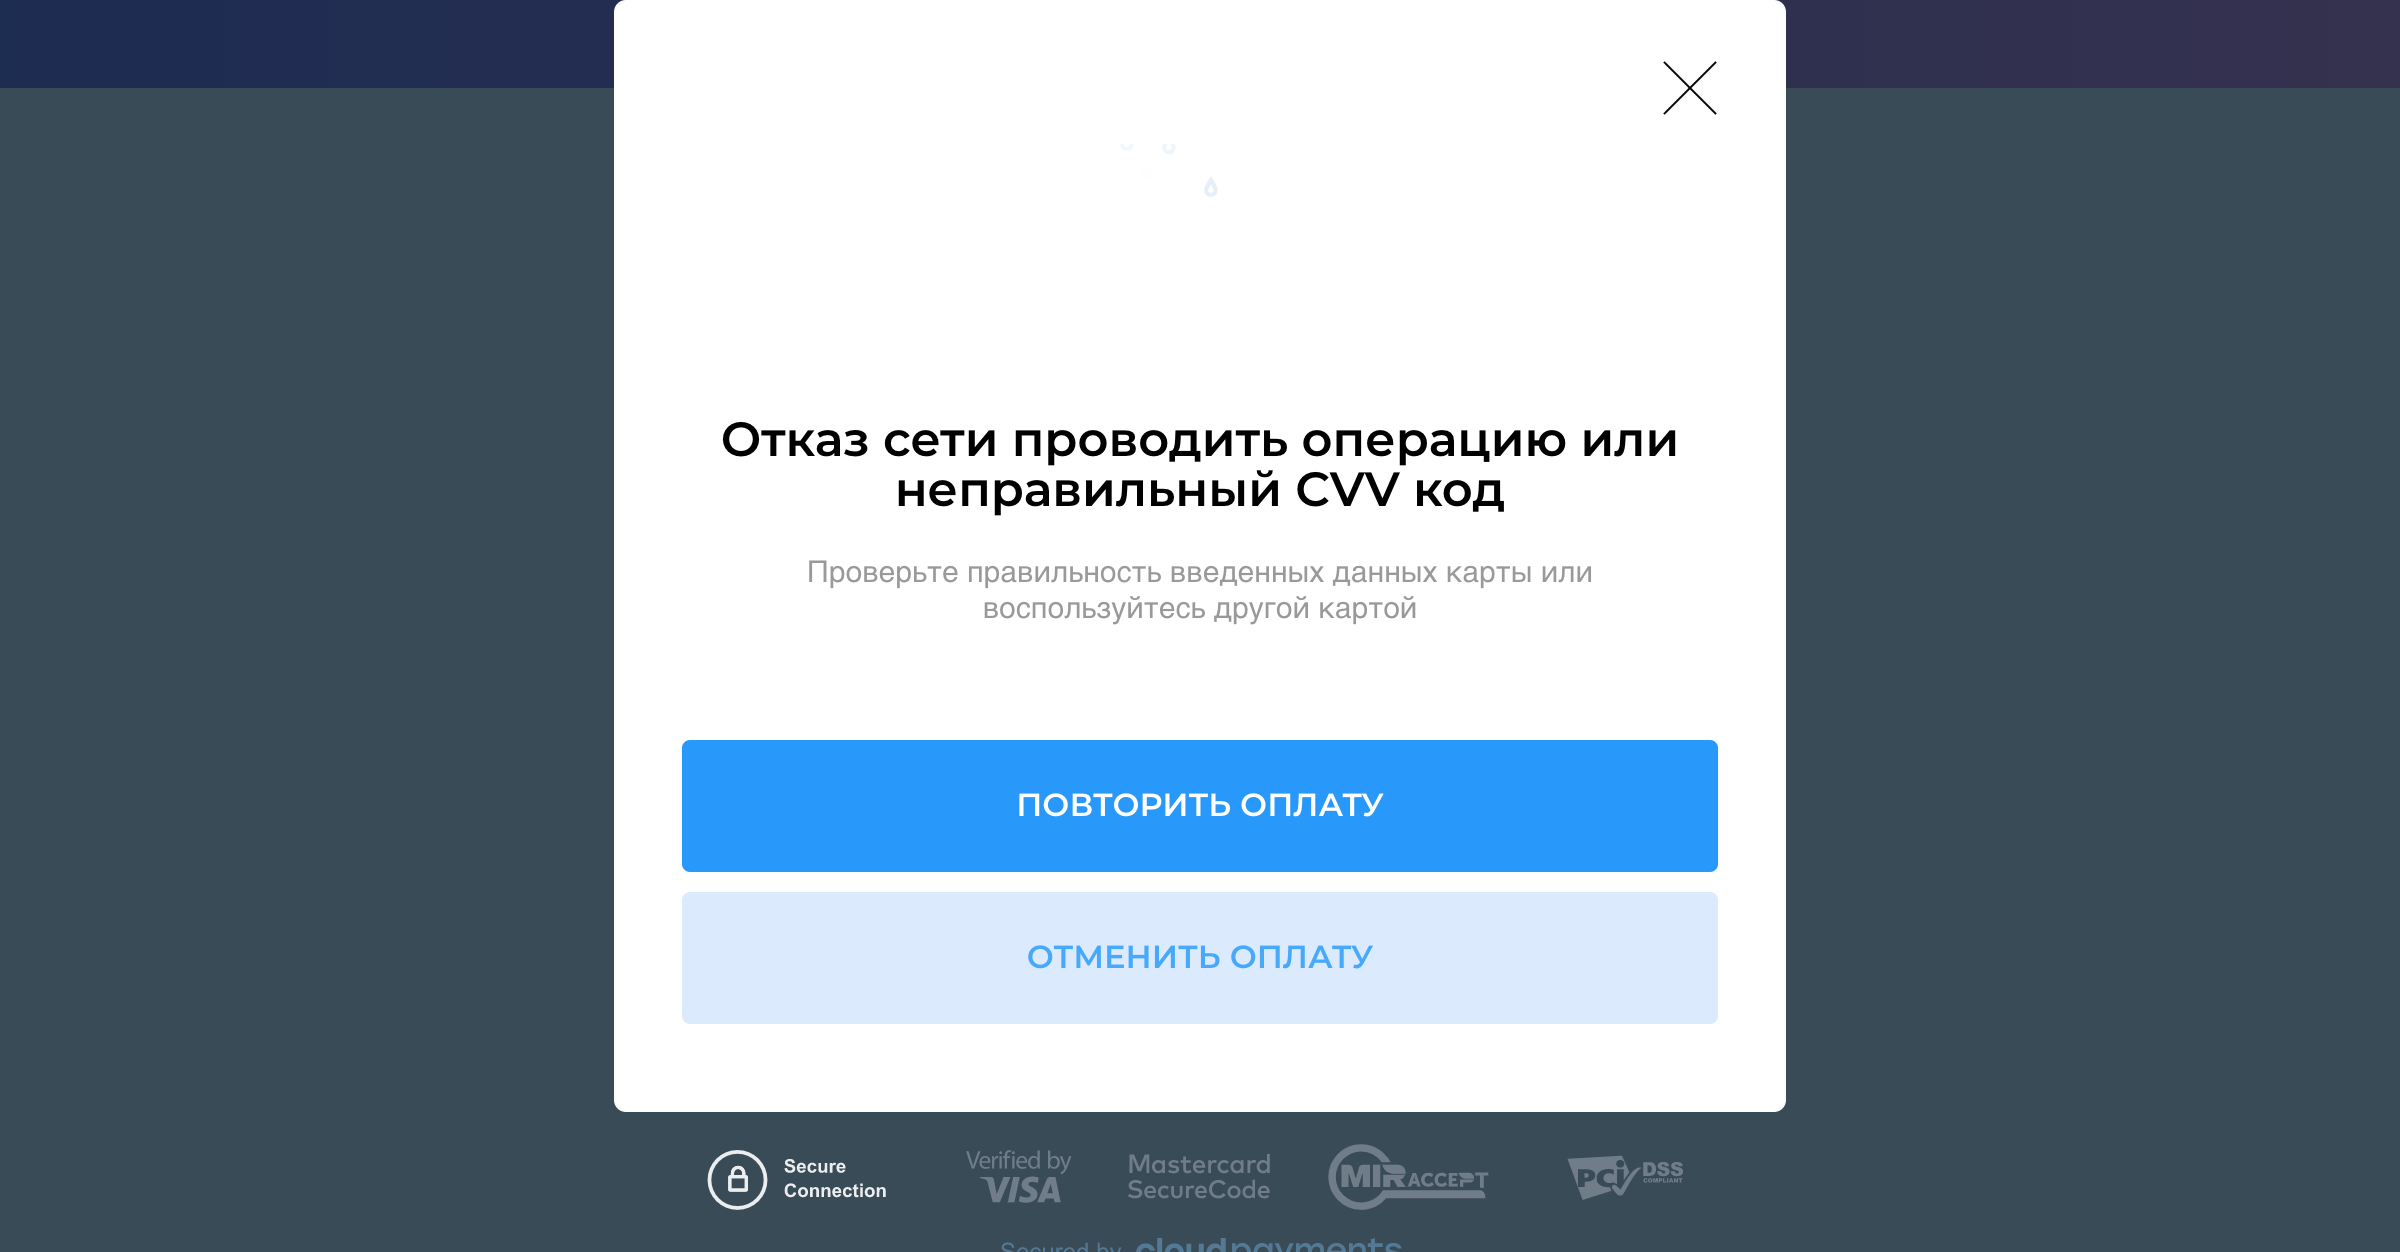 Отказ сети проводить операцию или
неправильный CVV код
Проверьте правильность введенных данных карты или
воспользуйтесь другой картой
ПОВТОРИТЬ ОПЛАТУ
ОТМЕНИТЬ ОПЛАТУ
Secure
Connection
Verified by
VISA
Mastercard
SecureCode
MIR ACCEPT
PCI DSS
COMPLIANT
Secured by cloudpayments